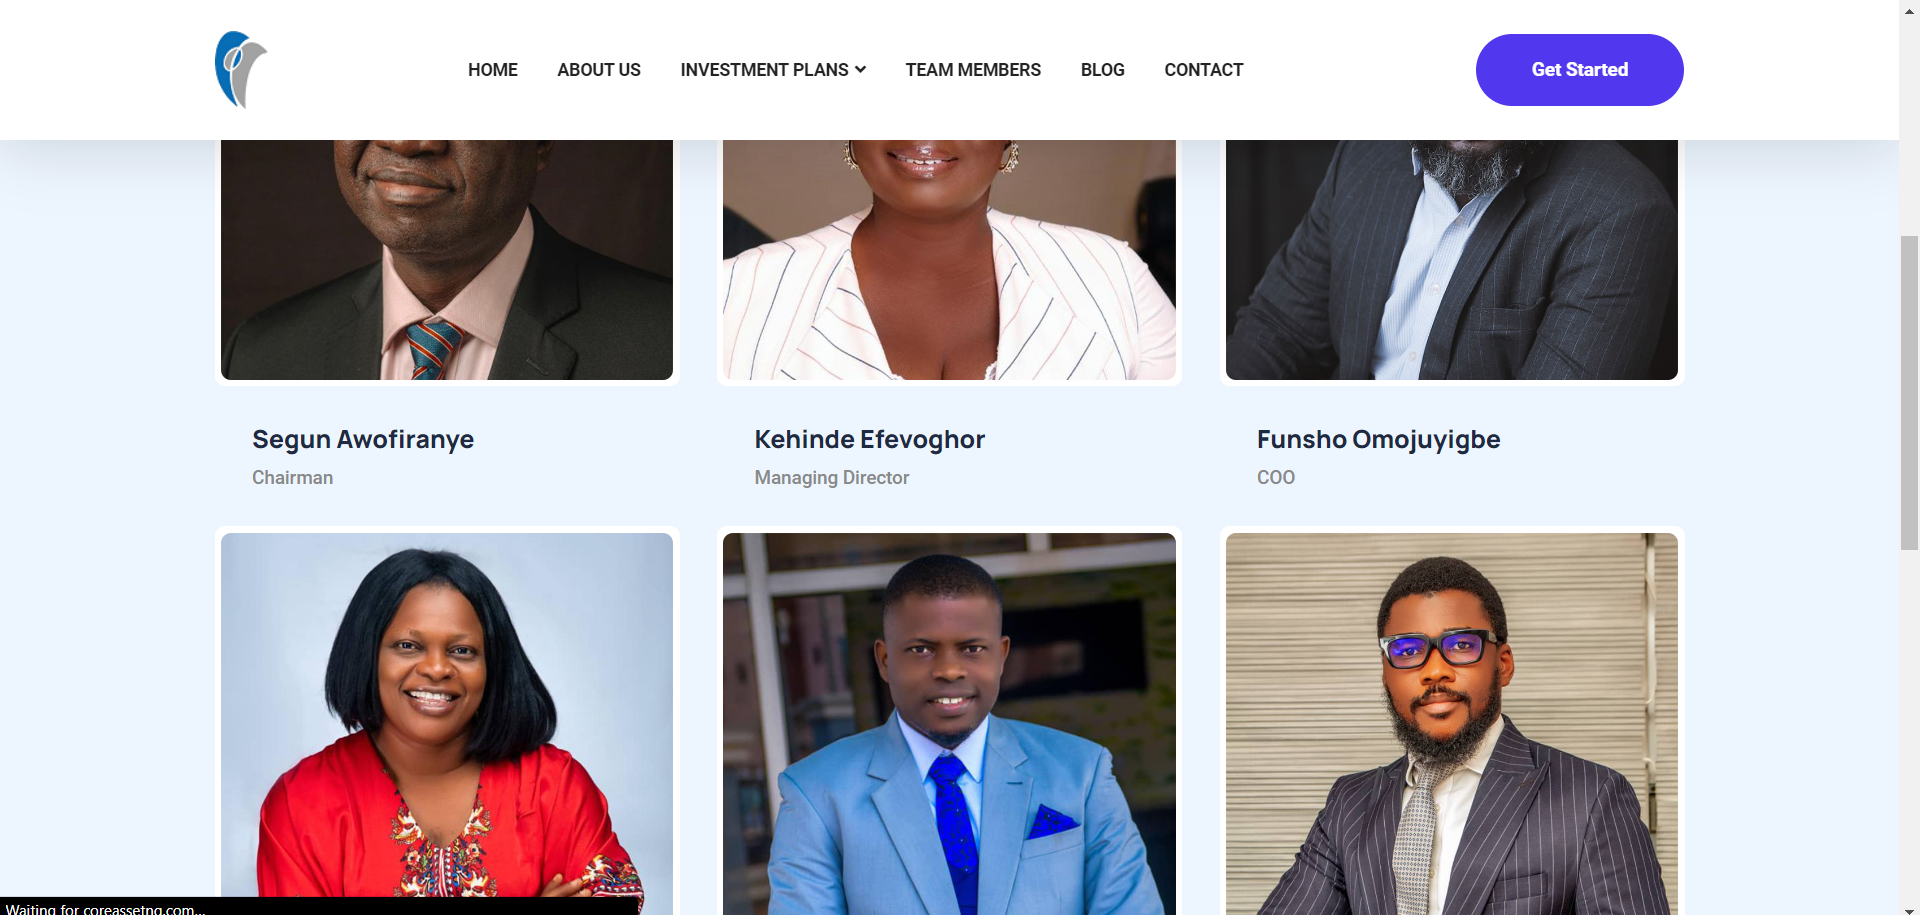 HOME ABOUT US INVESTMENT PLANS TEAM MEMBERS BLOG CONTACT Get Started
Segun Awofiranye
Chairman
Kehinde Efevoghor
Managing Director
Funsho Omojuyigbe
COO
Waiting for coreassetng.com...